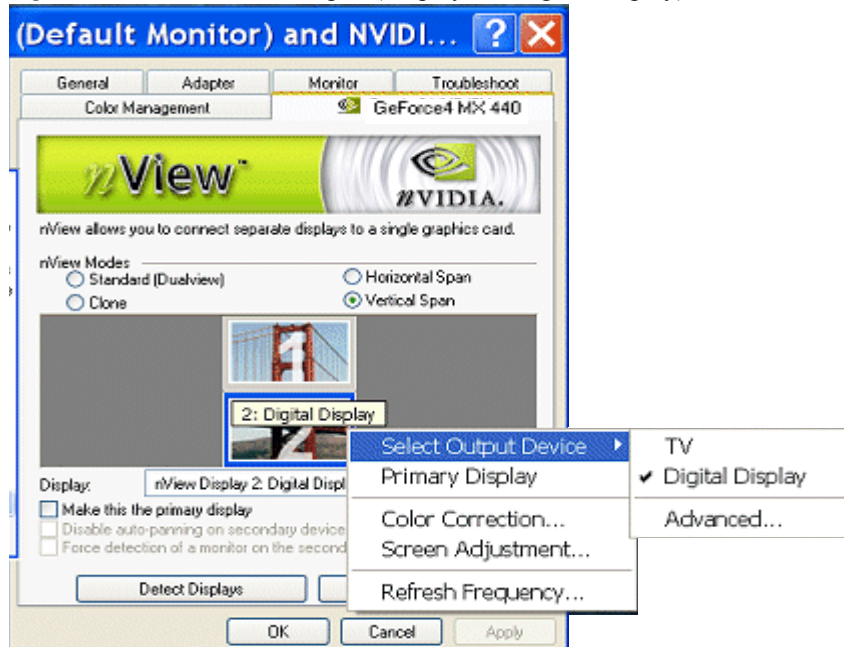 (Default Monitor) and NVIDI...
General Adapter Monitor Troubleshoot
Color Management GeForce4 MX 440
nView™
nVIDIA.
nView allows you to connect separate displays to a single graphics card.
nView Modes
Standard (Dualview) Horizontal Span
Clone Vertical Span
1
2: Digital Display
2
Select Output Device TV
Primary Display Digital Display
Color Correction... Advanced...
Screen Adjustment...
Refresh Frequency...
Display: nView Display 2: Digital Displ
Make this the primary display
Disable auto-panning on secondary device
Force detection of a monitor on the second
Detect Displays
OK Cancel Apply